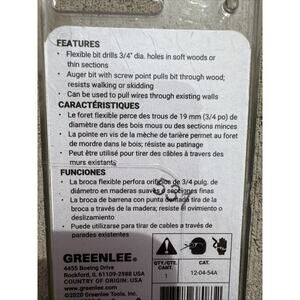 FEATURES
• Flexible bit drills 3/4" dia. holes in soft woods or
thin sections
• Auger bit with screw point pulls bit through wood;
resists walking or skidding
• Can be used to pull wires through existing walls
CARACTÉRISTIQUES
• Le foret flexible perce des trous de 19 mm (3/4 po) de
diamètre dans des bois mous ou des sections minces
• La pointe en vis de la mèche de tarière permet au foret
de mordre dans le bois; résiste au patinage
• Peut être utilisé pour tirer des câbles à travers des
murs existants
FUNCIONES
• La broca flexible perfora orificios de 3/4 pulg. de
diámetro en maderas suaves o secciones finas
• La broca de barrena con punta dentada tira de la
broca a través de la madera; resiste el movimiento o
deslizamiento
• Puede utilizarse para tirar de cables a través de
paredes existentes
GREENLEE®
4455 Boeing Drive
Rockford, IL 61109-2988 USA
COUNTRY OF ORIGIN: USA
www.greenlee.com
©2020 Greenlee Tools, Inc.
QTY./QTÉ.
CANT.
1
CAT.
12-04-54A